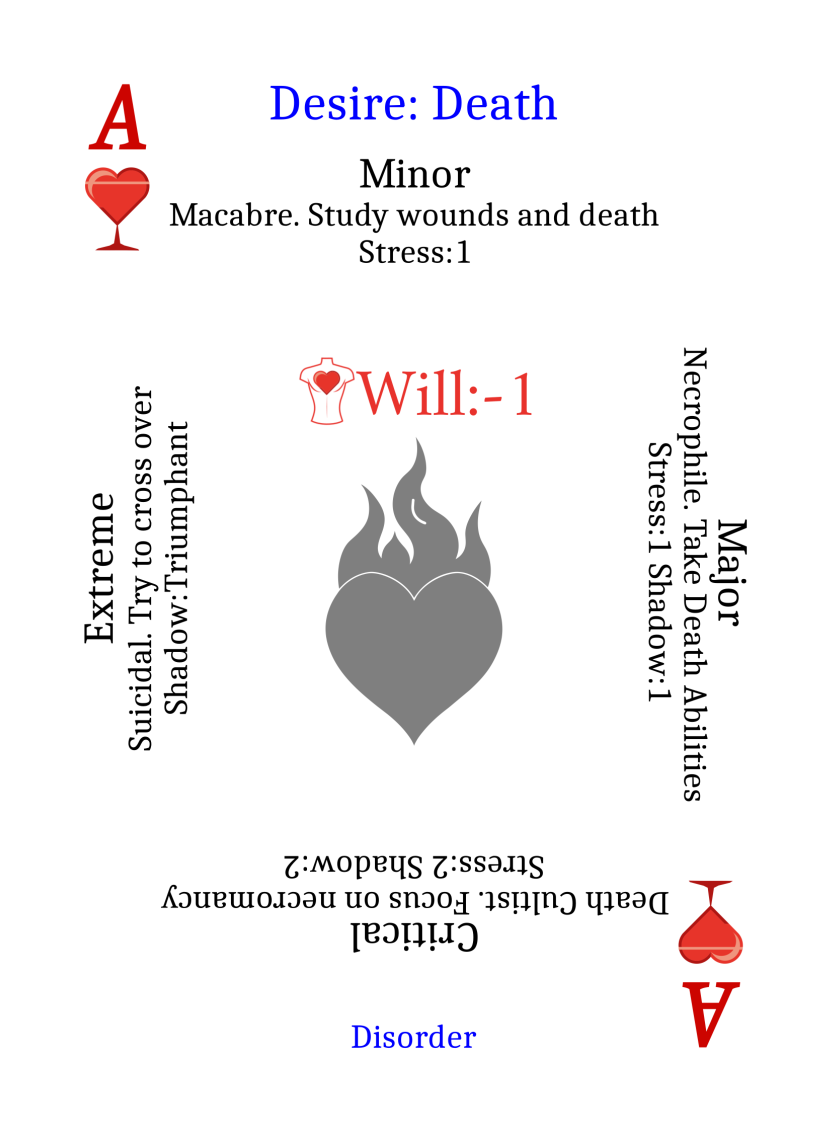 A
Desire: Death
Minor
Macabre. Study wounds and death
Stress:1
Will:-1
Major
Necrophile. Take Death Abilities
Stress:1 Shadow:1
Critical
Death Cultist. Focus on necromancy
Stress:2 Shadow:2
Extreme
Suicidal. Try to cross over
Shadow:Triumphant
A
Disorder